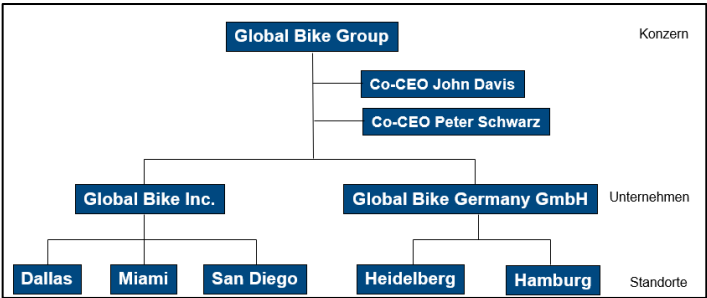 Global Bike Group
Konzern
Co-CEO John Davis
Co-CEO Peter Schwarz
Global Bike Inc.
Global Bike Germany GmbH
Unternehmen
Dallas
Miami
San Diego
Heidelberg
Hamburg
Standorte